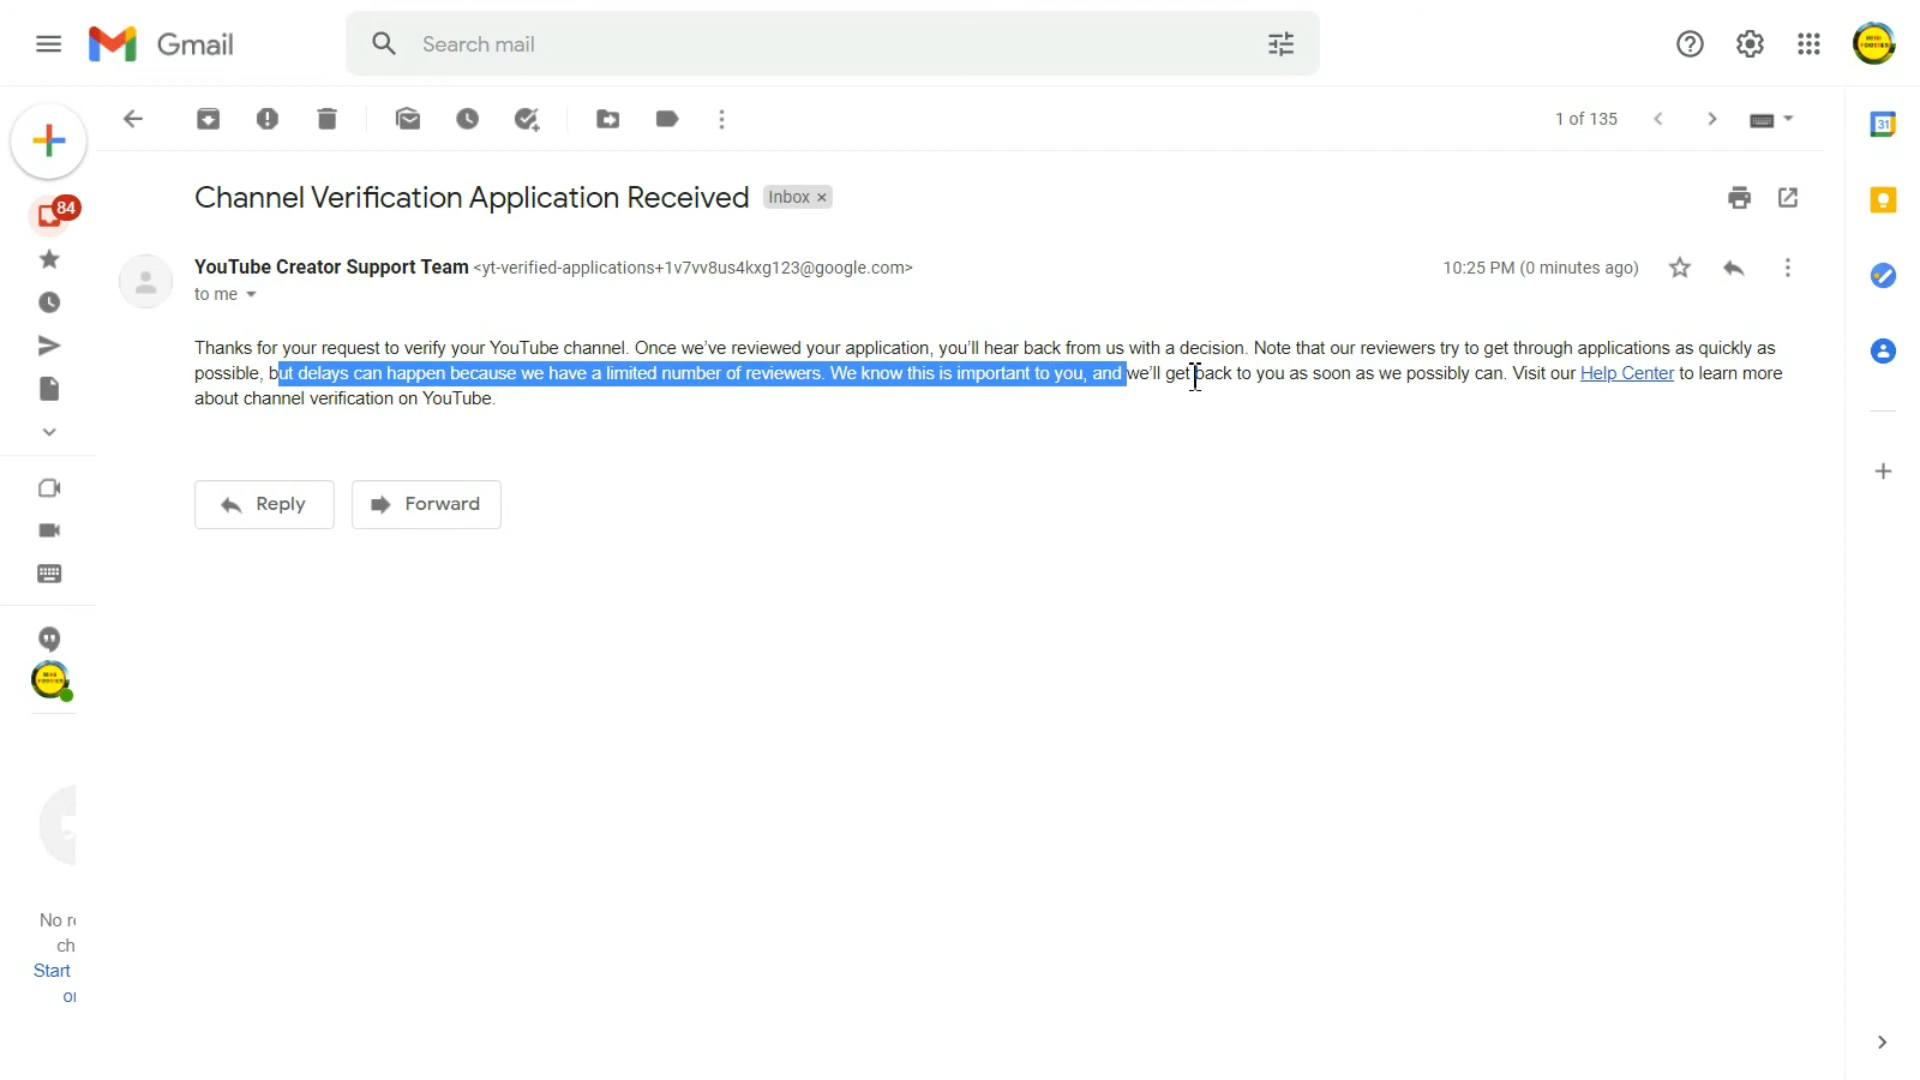 Gmail
Search mail
1 of 135
31
84
Channel Verification Application Received Inbox ×
YouTube Creator Support Team <yt-verified-applications+1v7vv8us4kxg123@google.com> 10:25 PM (0 minutes ago)
to me
Thanks for your request to verify your YouTube channel. Once we’ve reviewed your application, you’ll hear back from us with a decision. Note that our reviewers try to get through applications as quickly as
possible, but delays can happen because we have a limited number of reviewers. We know this is important to you, and we’ll get back to you as soon as we possibly can. Visit our Help Center to learn more
about channel verification on YouTube.
Reply Forward
No r
ch
Start